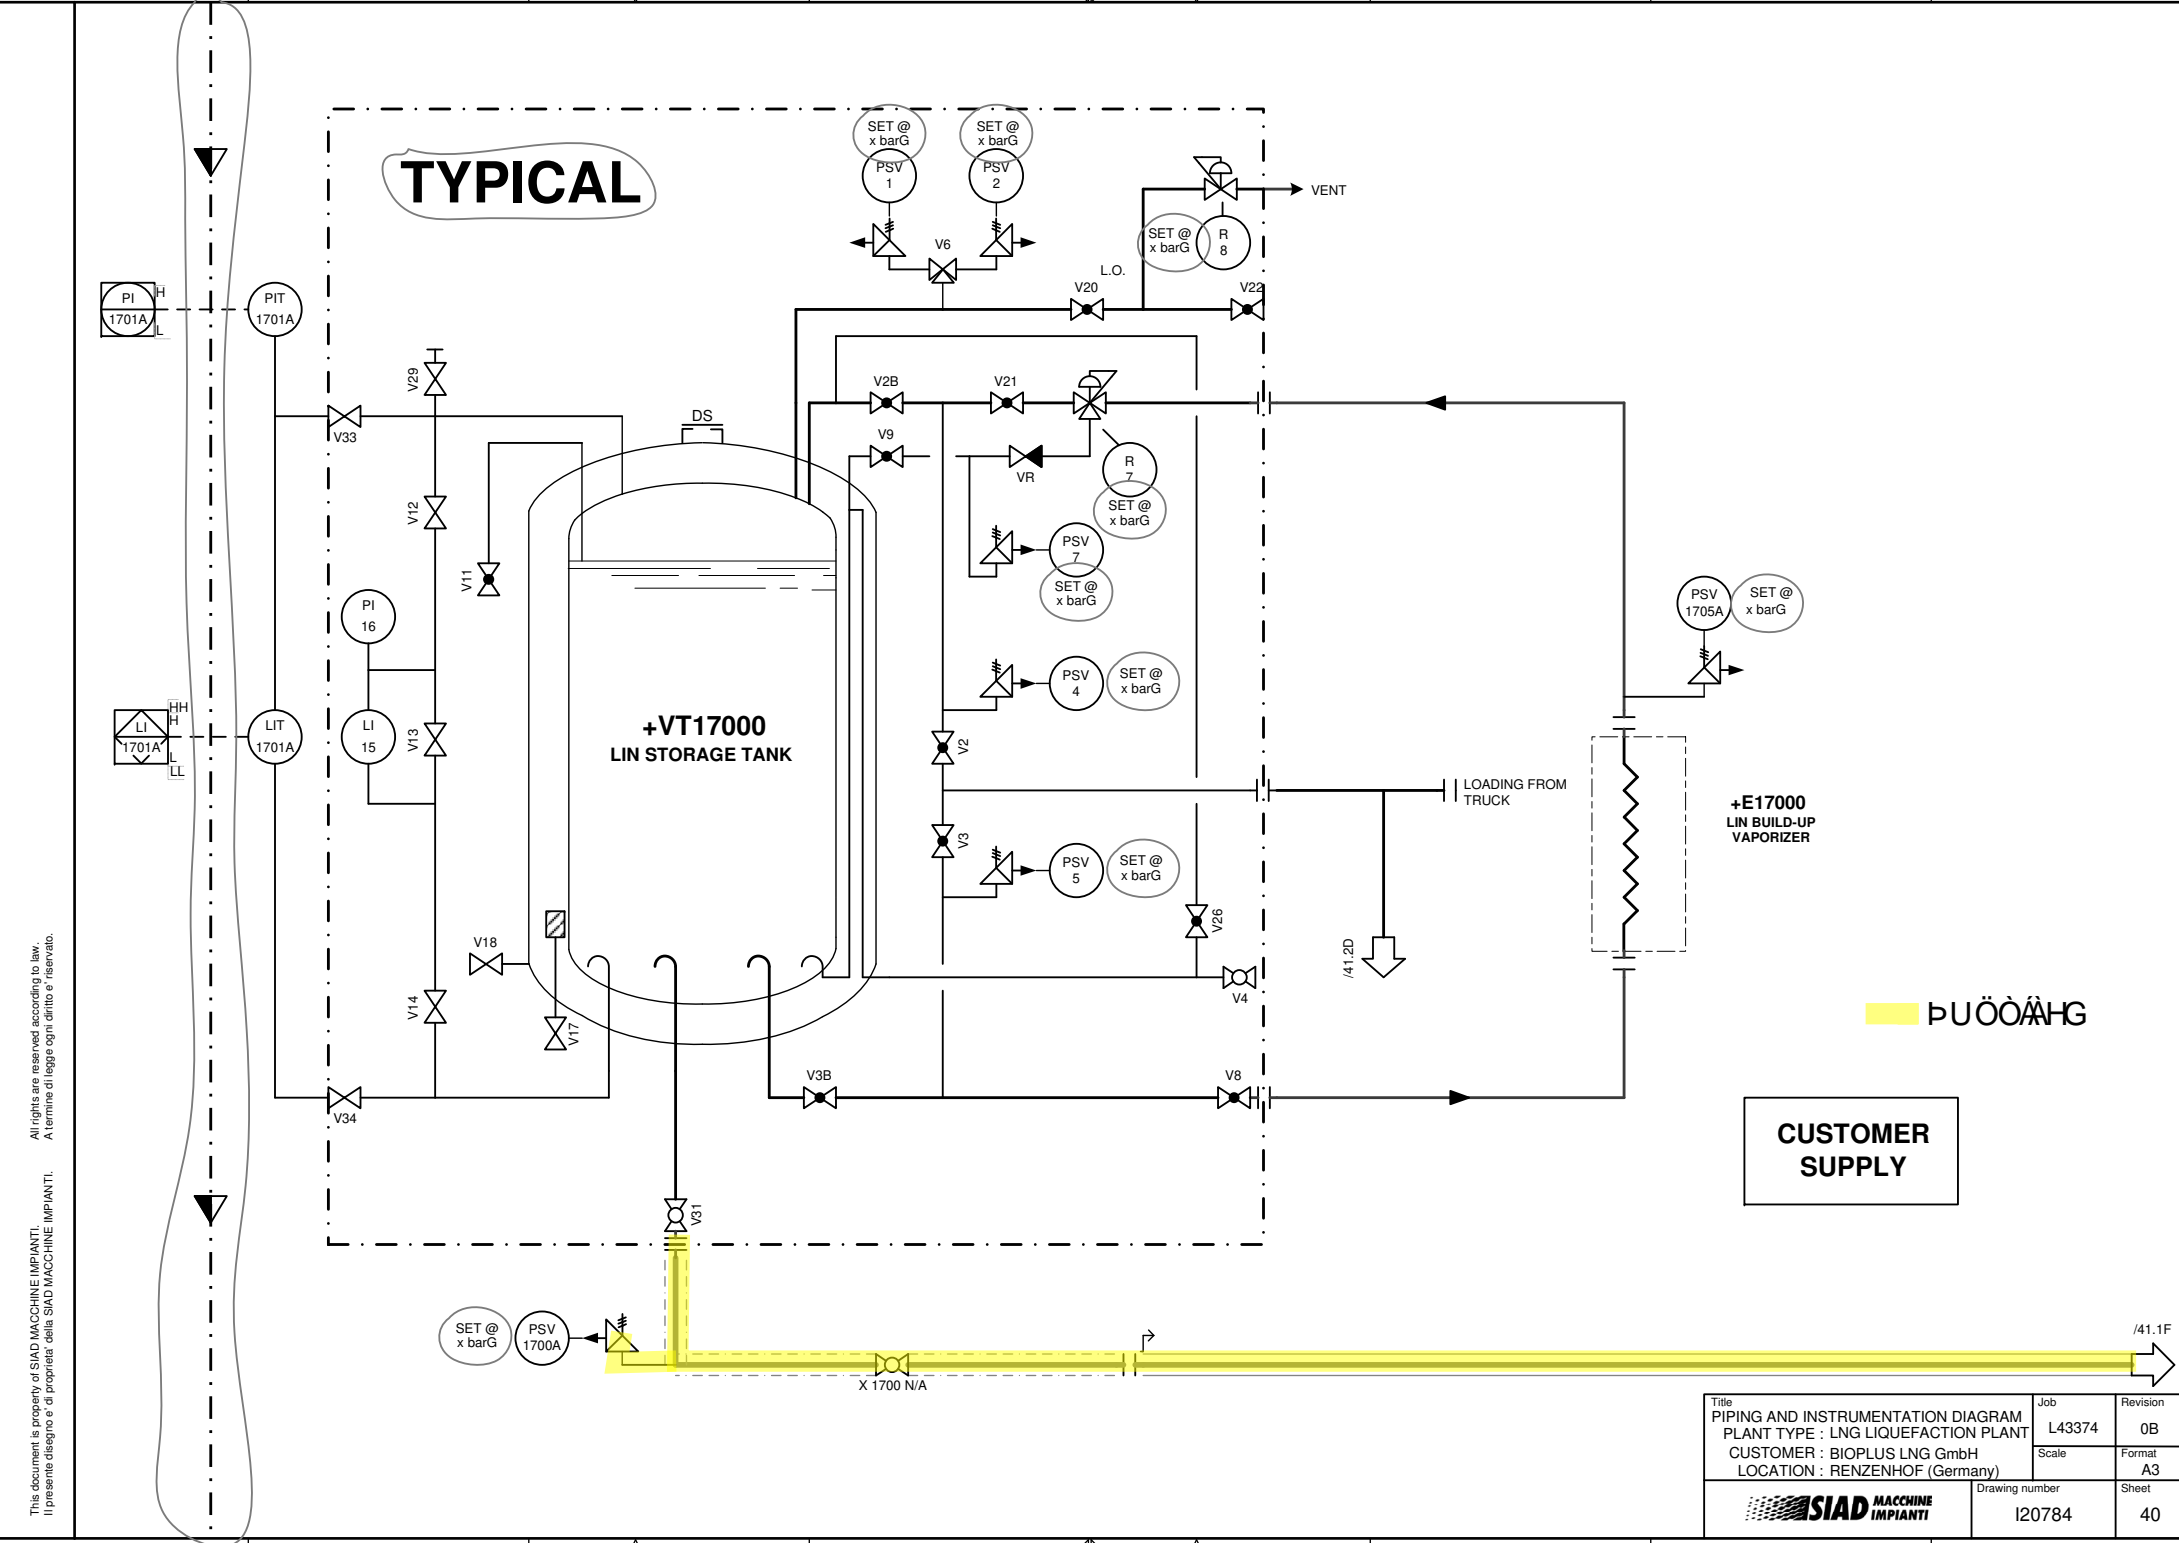 TYPICAL
SET @
x barG
PSV
1
SET @
x barG
PSV
2
V6
L.O.
V20
SET @
x barG
R
8
VENT
V22
PI
1701A
H
L
PIT
1701A
V33
V29
V12
V11
DS
V2B
V21
V9
VR
R
7
SET @
x barG
PSV
7
SET @
x barG
PI
16
LI
15
V13
LI
1701A
HH
H
L
LL
LIT
1701A
PSV
4
SET @
x barG
V2
V3
PSV
5
SET @
x barG
V26
V4
+VT17000
LIN STORAGE TANK
LOADING FROM
TRUCK
/41.2D
PSV
1705A
SET @
x barG
+E17000
LIN BUILD-UP
VAPORIZER
V18
V17
V14
V34
V3B
V8
V31
CUSTOMER
SUPPLY
SET @
x barG
PSV
1700A
X 1700 N/A
/41.1F
All rights are reserved according to law.
A termine di legge ogni diritto e' riservato.
This document is property of SIAD MACCHINE IMPIANTI.
Il presente disegno e' di proprieta' della SIAD MACCHINE IMPIANTI.
Title
PIPING AND INSTRUMENTATION DIAGRAM
PLANT TYPE : LNG LIQUEFACTION PLANT
CUSTOMER : BIOPLUS LNG GmbH
LOCATION : RENZENHOF (Germany)
Job
L43374
Revision
0B
Scale
Format
A3
SIAD MACCHINE
IMPIANTI
Drawing number
I20784
Sheet
40